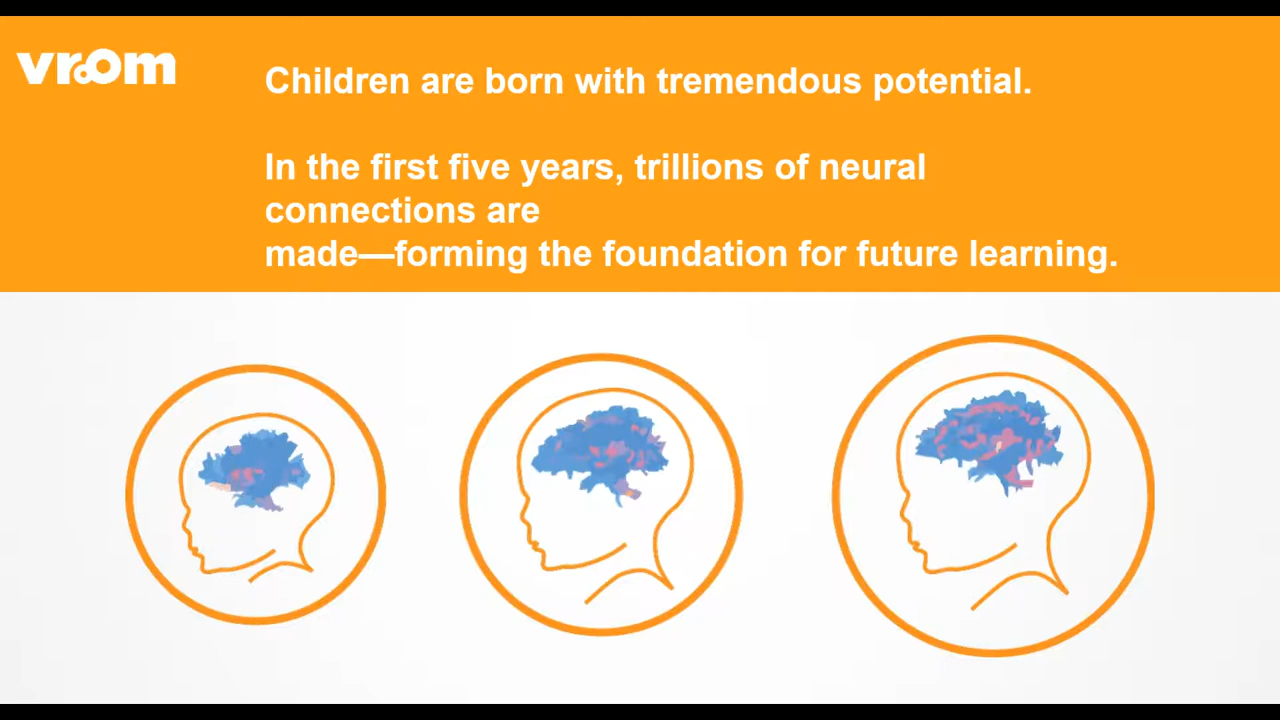 vroom
Children are born with tremendous potential.
In the first five years, trillions of neural
connections are
made—forming the foundation for future learning.